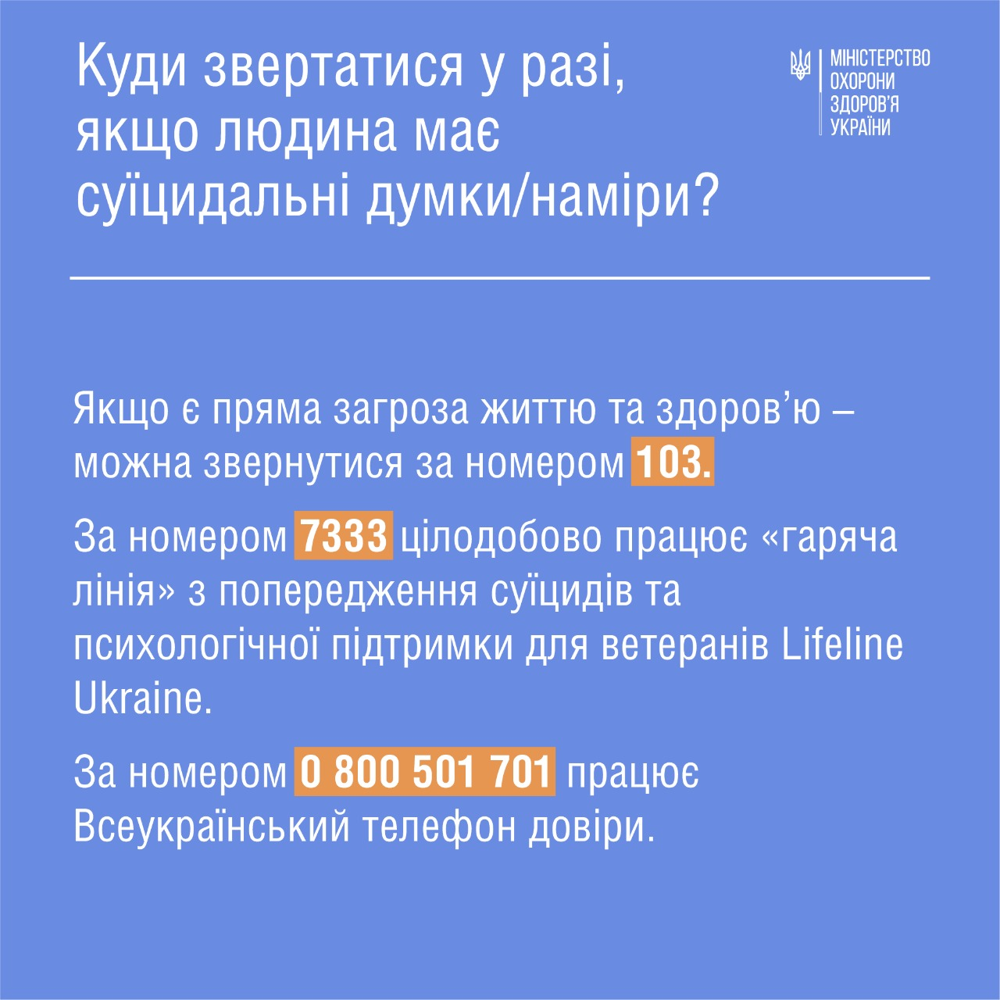 Куди звертатися у разі,
якщо людина має
суїцидальні думки/наміри?
МІНІСТЕРСТВО
ОХОРОНИ
ЗДОРОВ'Я
УКРАЇНИ
Якщо є пряма загроза життю та здоров’ю –
можна звернутися за номером 103.
За номером 7333 цілодобово працює «гаряча
лінія» з попередження суїцидів та
психологічної підтримки для ветеранів Lifeline
Ukraine.
За номером 0 800 501 701 працює
Всеукраїнський телефон довіри.